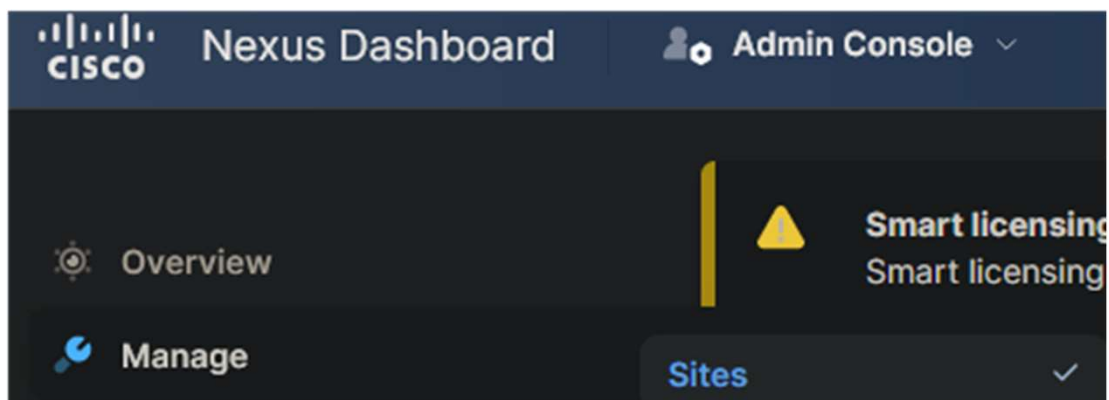 CISCO
Nexus Dashboard
Admin Console
Smart licensing
Overview
Smart licensing
Manage
Sites